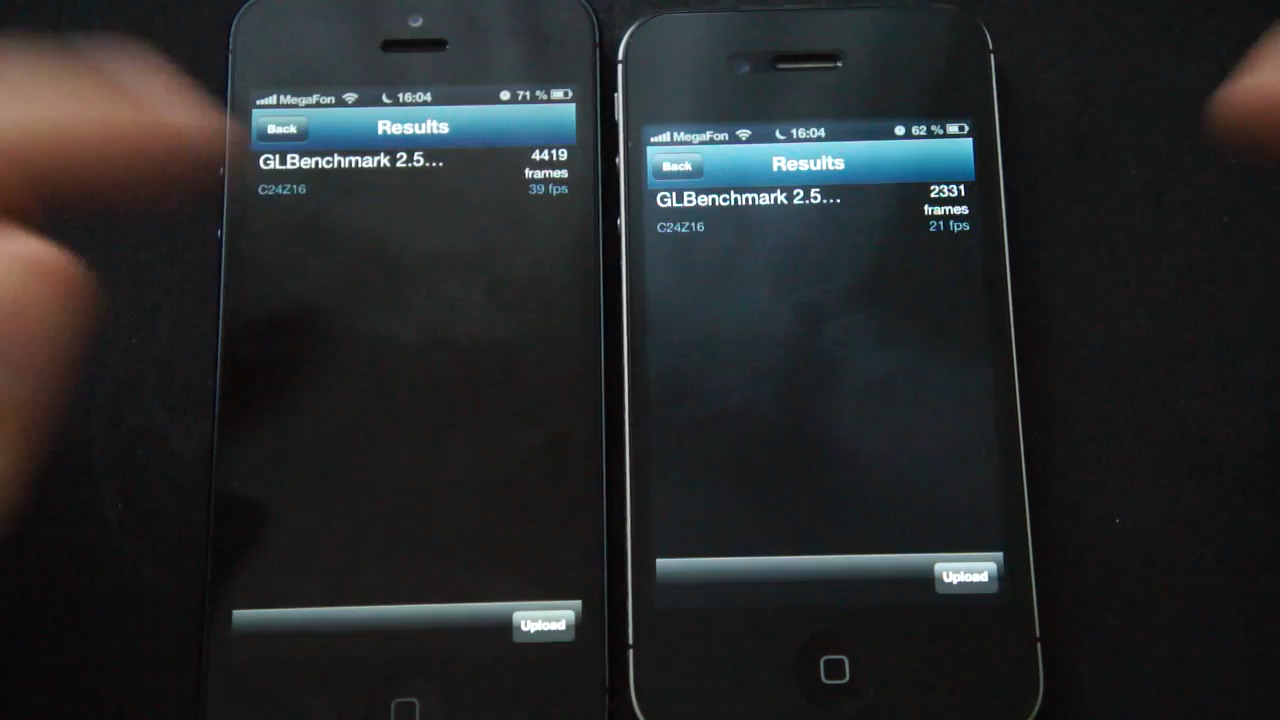 MegaFon 16:04 71 %
Back Results
GLBenchmark 2.5... 4419
frames
C24Z16 39 fps
Upload
MegaFon 16:04 62 %
Back Results
GLBenchmark 2.5... 2331
frames
C24Z16 21 fps
Upload